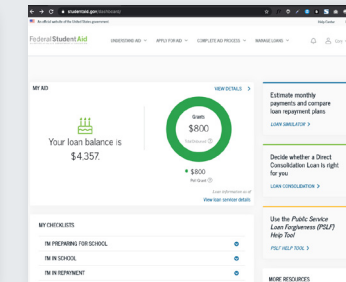 studentaid.gov/dashboard/
An official website of the United States government
Help Center
Federal Student Aid
UNDERSTAND AID
APPLY FOR AID
COMPLETE AID PROCESS
MANAGE LOANS
MY AID
VIEW DETAILS >
Your loan balance is
$4,357.
Grants
$800
Total Balance
$800
Pell Grant
Loan information as of
View loan servicer details
Estimate monthly
payments and compare
loan repayment plans
LOAN SIMULATOR >
Decide whether a Direct
Consolidation Loan is right
for you
LOAN CONSOLIDATION >
Use the Public Service
Loan Forgiveness (PSLF)
Help Tool
PSLF HELP TOOL >
MY CHECKLISTS
I'M PREPARING FOR SCHOOL
I'M IN SCHOOL
I'M IN REPAYMENT
MORE RESOURCES